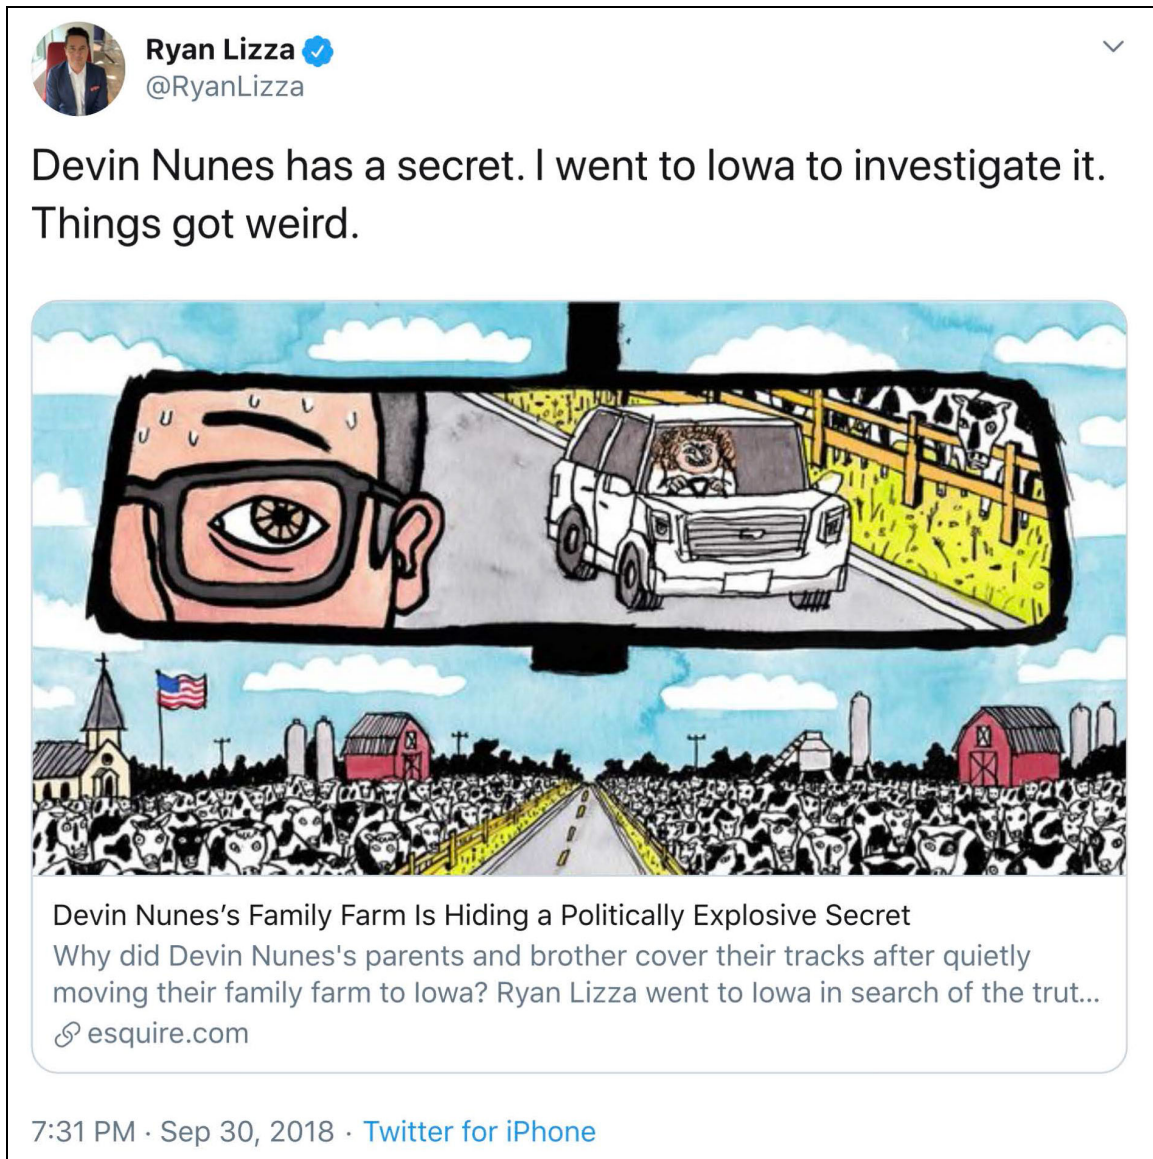 Ryan Lizza
@RyanLizza
Devin Nunes has a secret. I went to Iowa to investigate it.
Things got weird.
Devin Nunes’s Family Farm Is Hiding a Politically Explosive Secret
Why did Devin Nunes's parents and brother cover their tracks after quietly
moving their family farm to Iowa? Ryan Lizza went to Iowa in search of the trut...
esquire.com
7:31 PM · Sep 30, 2018 · Twitter for iPhone